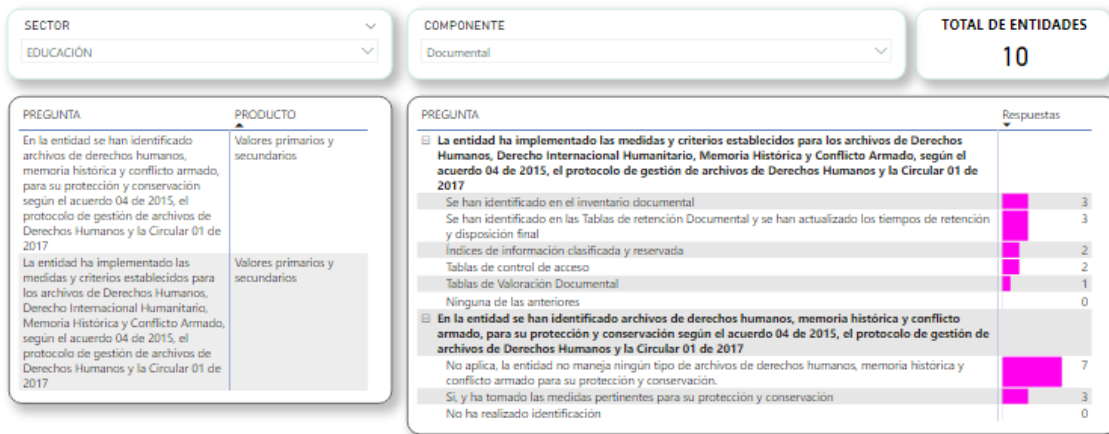 SECTOR
EDUCACIÓN
COMPONENTE
Documental
TOTAL DE ENTIDADES
10
PREGUNTA PRODUCTO
En la entidad se han identificado
archivos de derechos humanos,
memoria histórica y conflicto armado,
para su protección y conservación
según el acuerdo 04 de 2015, el
protocolo de gestión de archivos de
Derechos Humanos y la Circular 01 de
2017
Valores primarios y
secundarios
La entidad ha implementado las
medidas y criterios establecidos para
los archivos de Derechos Humanos,
Derecho Internacional Humanitario,
Memoria Histórica y Conflicto Armado,
según el acuerdo 04 de 2015, el
protocolo de gestión de archivos de
Derechos Humanos y la Circular 01 de
2017
Valores primarios y
secundarios
PREGUNTA Respuestas
La entidad ha implementado las medidas y criterios establecidos para los archivos de Derechos
Humanos, Derecho Internacional Humanitario, Memoria Histórica y Conflicto Armado, según el
acuerdo 04 de 2015, el protocolo de gestión de archivos de Derechos Humanos y la Circular 01 de
2017
Se han identificado en el inventario documental 3
Se han identificado en las Tablas de retención Documental y se han actualizado los tiempos de retención 3
y disposición final
Índices de información clasificada y reservada 2
Tablas de control de acceso 2
Tablas de Valoración Documental 1
Ninguna de las anteriores 0
En la entidad se han identificado archivos de derechos humanos, memoria histórica y conflicto
armado, para su protección y conservación según el acuerdo 04 de 2015, el protocolo de gestión de
archivos de Derechos Humanos y la Circular 01 de 2017
No aplica, la entidad no maneja ningún tipo de archivos de derechos humanos, memoria histórica y 7
conflicto armado para su protección y conservación.
Si, y ha tomado las medidas pertinentes para su protección y conservación 3
No ha realizado identificación 0